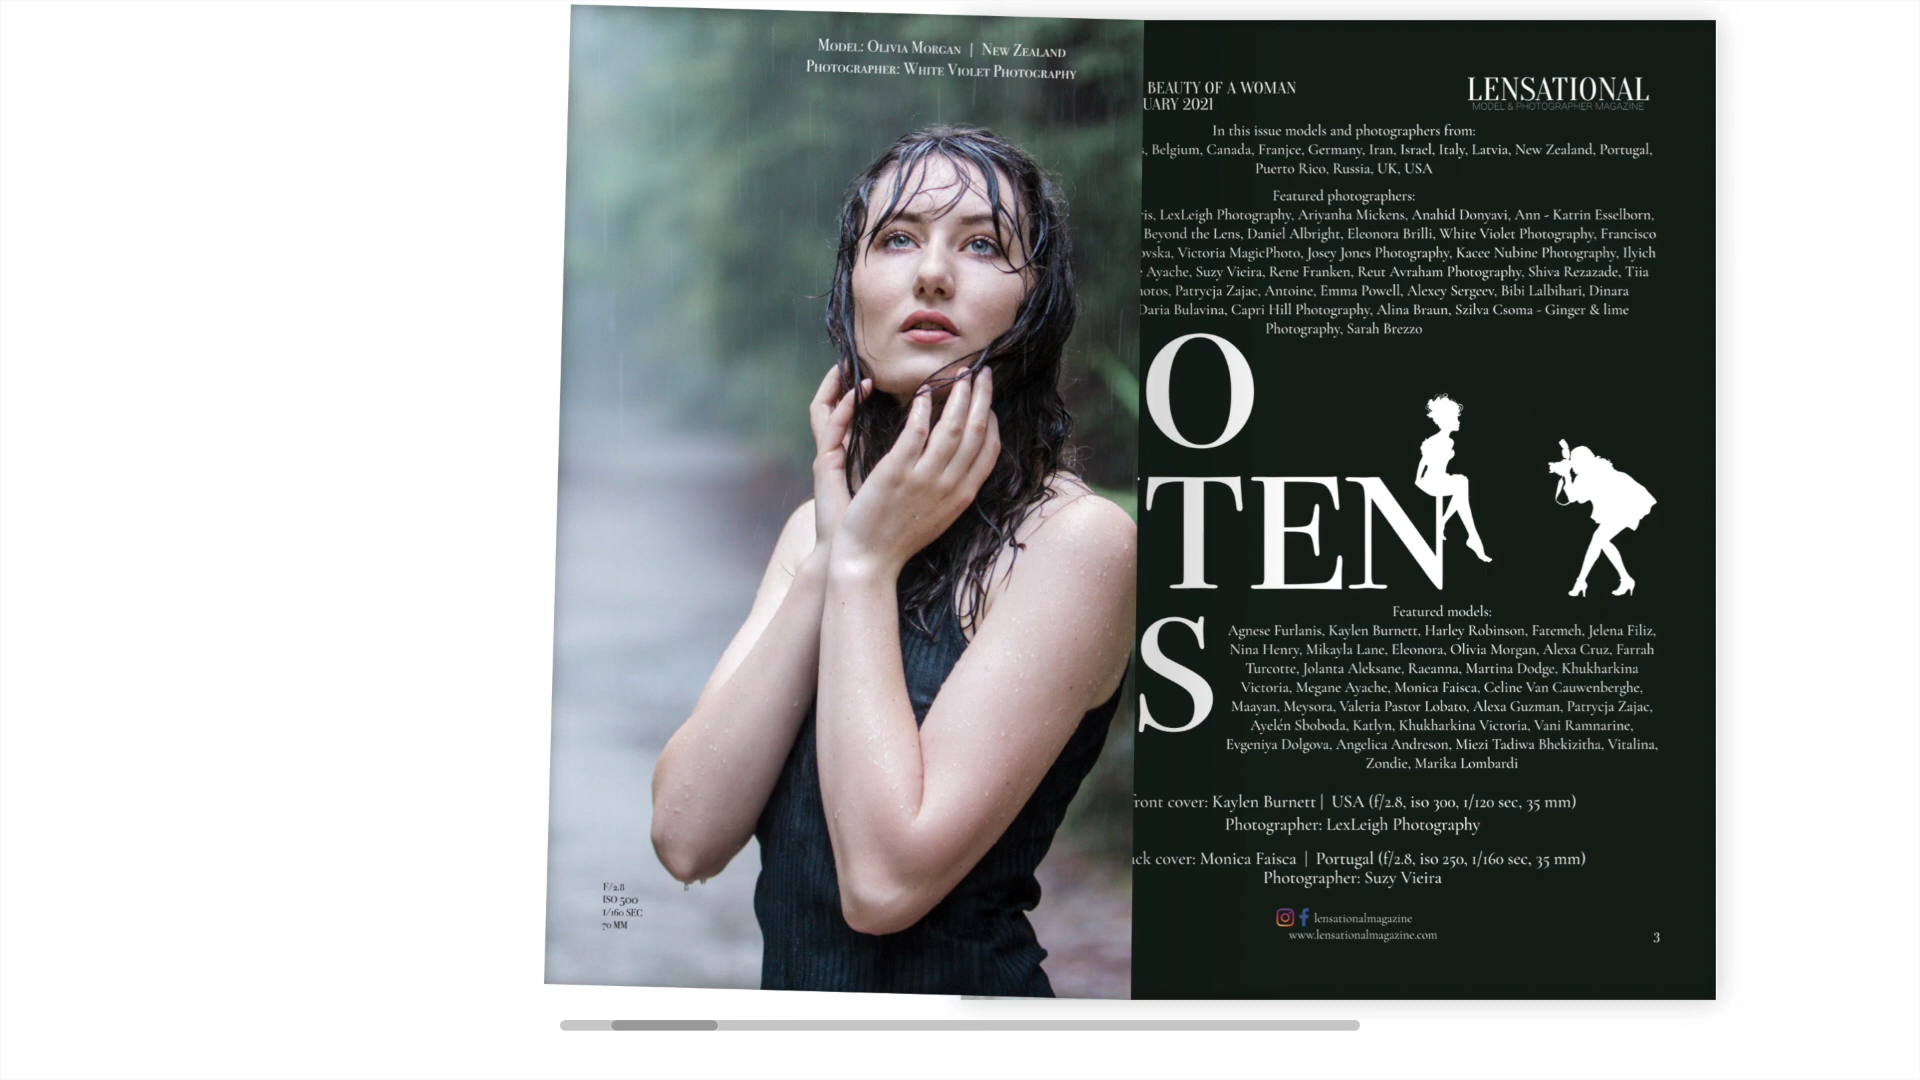 Model: Olivia Morgan | New Zealand
Photographer: White Violet Photography
F/2.8
ISO 500
1/160 SEC
70 MM
BEAUTY OF A WOMAN
UARY 2021
LENSATIONAL
MODEL & PHOTOGRAPHER MAGAZINE
In this issue models and photographers from:
, Belgium, Canada, Franjce, Germany, Iran, Israel, Italy, Latvia, New Zealand, Portugal,
Puerto Rico, Russia, UK, USA
Featured photographers:
ris, LexLeigh Photography, Ariyanha Mickens, Anahid Donyavi, Ann - Katrin Esselborn,
Beyond the Lens, Daniel Albright, Eleonora Brilli, White Violet Photography, Francisco
ovska, Victoria MagicPhoto, Josey Jones Photography, Kacee Nubine Photography, Ilyich
Ayache, Suzy Vieira, Rene Franken, Reut Avraham Photography, Shiva Rezazade, Tiia
hotos, Patrycja Zajac, Antoine, Emma Powell, Alexey Sergeev, Bibi Lalbihari, Dinara
Daria Bulavina, Capri Hill Photography, Alina Braun, Szilva Csoma - Ginger & lime
Photography, Sarah Brezzo
O
TEN
S
Featured models:
Agnese Furlanis, Kaylen Burnett, Harley Robinson, Fatemeh, Jelena Filiz,
Nina Henry, Mikayla Lane, Eleonora, Olivia Morgan, Alexa Cruz, Farrah
Turcotte, Jolanta Aleksane, Raeanna, Martina Dodge, Khukharkina
Victoria, Megane Ayache, Monica Faisca, Celine Van Cauwenberghe,
Maayan, Meysora, Valeria Pastor Lobato, Alexa Guzman, Patrycja Zajac,
Ayelén Sboboda, Katlyn, Khukharkina Victoria, Vani Ramnarine,
Evgeniya Dolgova, Angelica Andreson, Miezi Tadiwa Bhekizitha, Vitalina,
Zondie, Marika Lombardi
ront cover: Kaylen Burnett | USA (f/2.8, iso 300, 1/120 sec, 35 mm)
Photographer: LexLeigh Photography
ck cover: Monica Faisca | Portugal (f/2.8, iso 250, 1/160 sec, 35 mm)
Photographer: Suzy Vieira
lensationalmagazine
www.lensationalmagazine.com
3